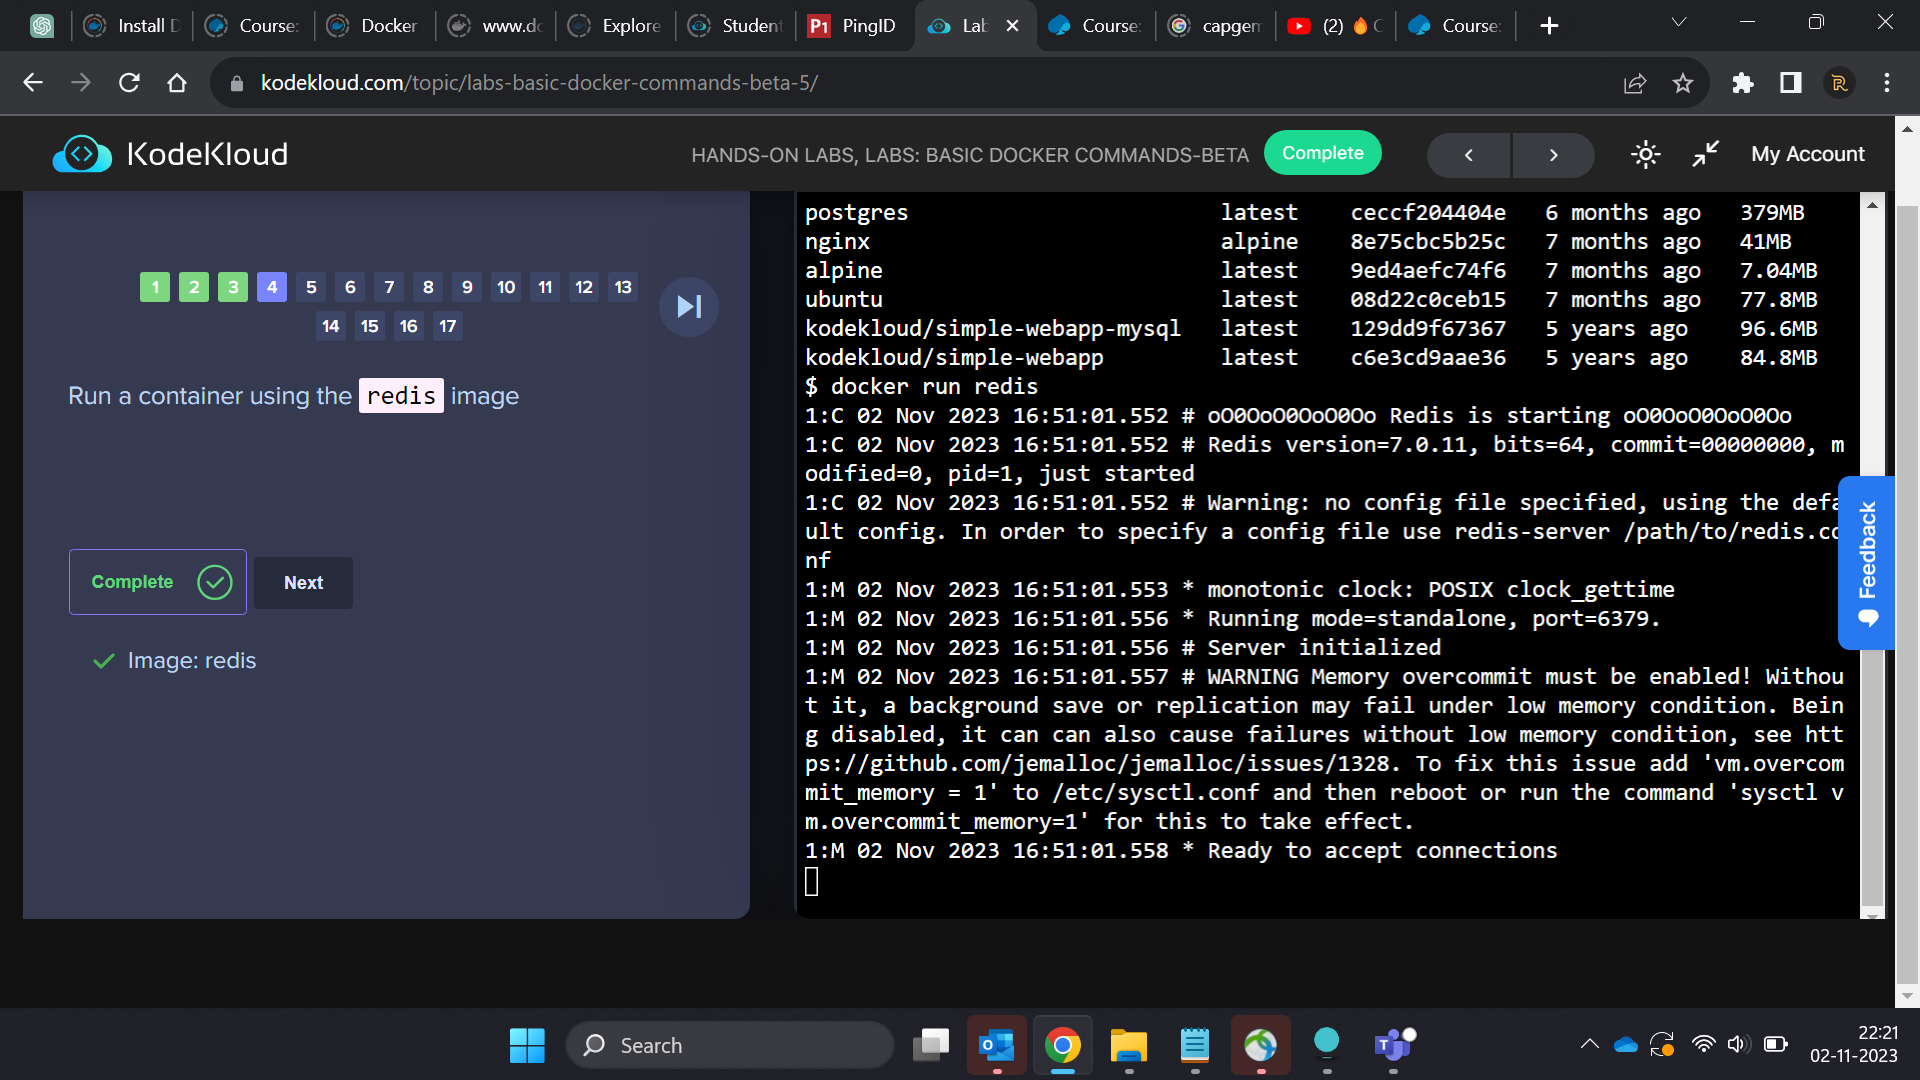 Install D
Course:
Docker
www.do
Explore
Student
P1 PingID
Lab
Course:
capgem
(2)
Course:
kodekloud.com/topic/labs-basic-docker-commands-beta-5/
R
KodeKloud
HANDS-ON LABS, LABS: BASIC DOCKER COMMANDS-BETA
Complete
My Account
1 2 3 4 5 6 7 8 9 10 11 12 13
14 15 16 17
Run a container using the redis image
Complete
Next
Image: redis
postgres latest ceccf204404e 6 months ago 379MB
nginx alpine 8e75cbc5b25c 7 months ago 41MB
alpine latest 9ed4aefc74f6 7 months ago 7.04MB
ubuntu latest 08d22c0ceb15 7 months ago 77.8MB
kodekloud/simple-webapp-mysql latest 129dd9f67367 5 years ago 96.6MB
kodekloud/simple-webapp latest c6e3cd9aae36 5 years ago 84.8MB
$ docker run redis
1:C 02 Nov 2023 16:51:01.552 # oO0OoO0OoO0Oo Redis is starting oO0OoO0OoO0Oo
1:C 02 Nov 2023 16:51:01.552 # Redis version=7.0.11, bits=64, commit=00000000, m
odified=0, pid=1, just started
1:C 02 Nov 2023 16:51:01.552 # Warning: no config file specified, using the defa
ult config. In order to specify a config file use redis-server /path/to/redis.co
nf
1:M 02 Nov 2023 16:51:01.553 * monotonic clock: POSIX clock_gettime
1:M 02 Nov 2023 16:51:01.556 * Running mode=standalone, port=6379.
1:M 02 Nov 2023 16:51:01.556 # Server initialized
1:M 02 Nov 2023 16:51:01.557 # WARNING Memory overcommit must be enabled! Withou
t it, a background save or replication may fail under low memory condition. Bein
g disabled, it can can also cause failures without low memory condition, see htt
ps://github.com/jemalloc/jemalloc/issues/1328. To fix this issue add 'vm.overcom
mit_memory = 1' to /etc/sysctl.conf and then reboot or run the command 'sysctl v
m.overcommit_memory=1' for this to take effect.
1:M 02 Nov 2023 16:51:01.558 * Ready to accept connections
Feedback
Search
22:21
02-11-2023